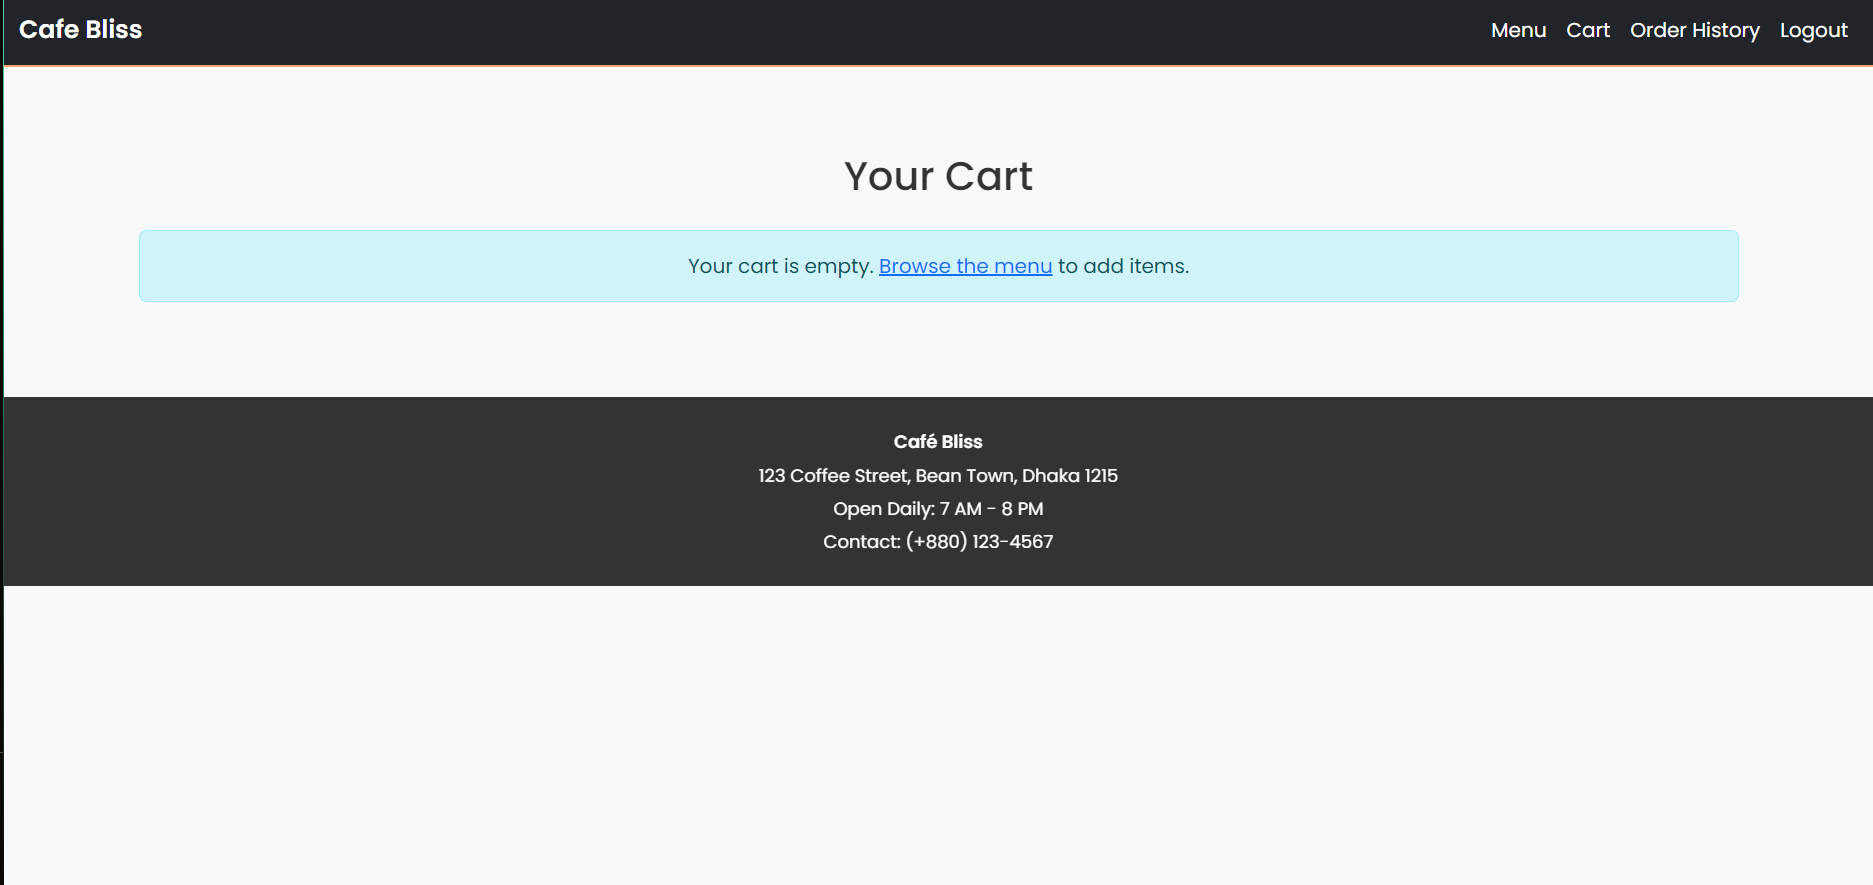 Cafe Bliss
Menu Cart Order History Logout
Your Cart
Your cart is empty. Browse the menu to add items.
Café Bliss
123 Coffee Street, Bean Town, Dhaka 1215
Open Daily: 7 AM - 8 PM
Contact: (+880) 123-4567